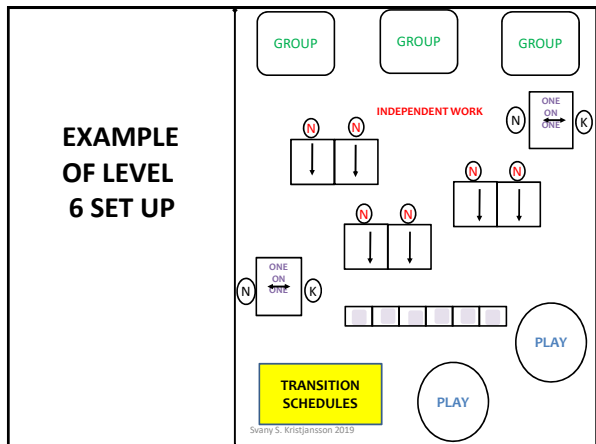 EXAMPLE
OF LEVEL
6 SET UP
GROUP
GROUP
GROUP
INDEPENDENT WORK
N
N
N
ONE
ON
ONE
K
N
N
N
N
ONE
ON
ONE
N
K
PLAY
TRANSITION
SCHEDULES
PLAY
Svany S. Kristjansson 2019